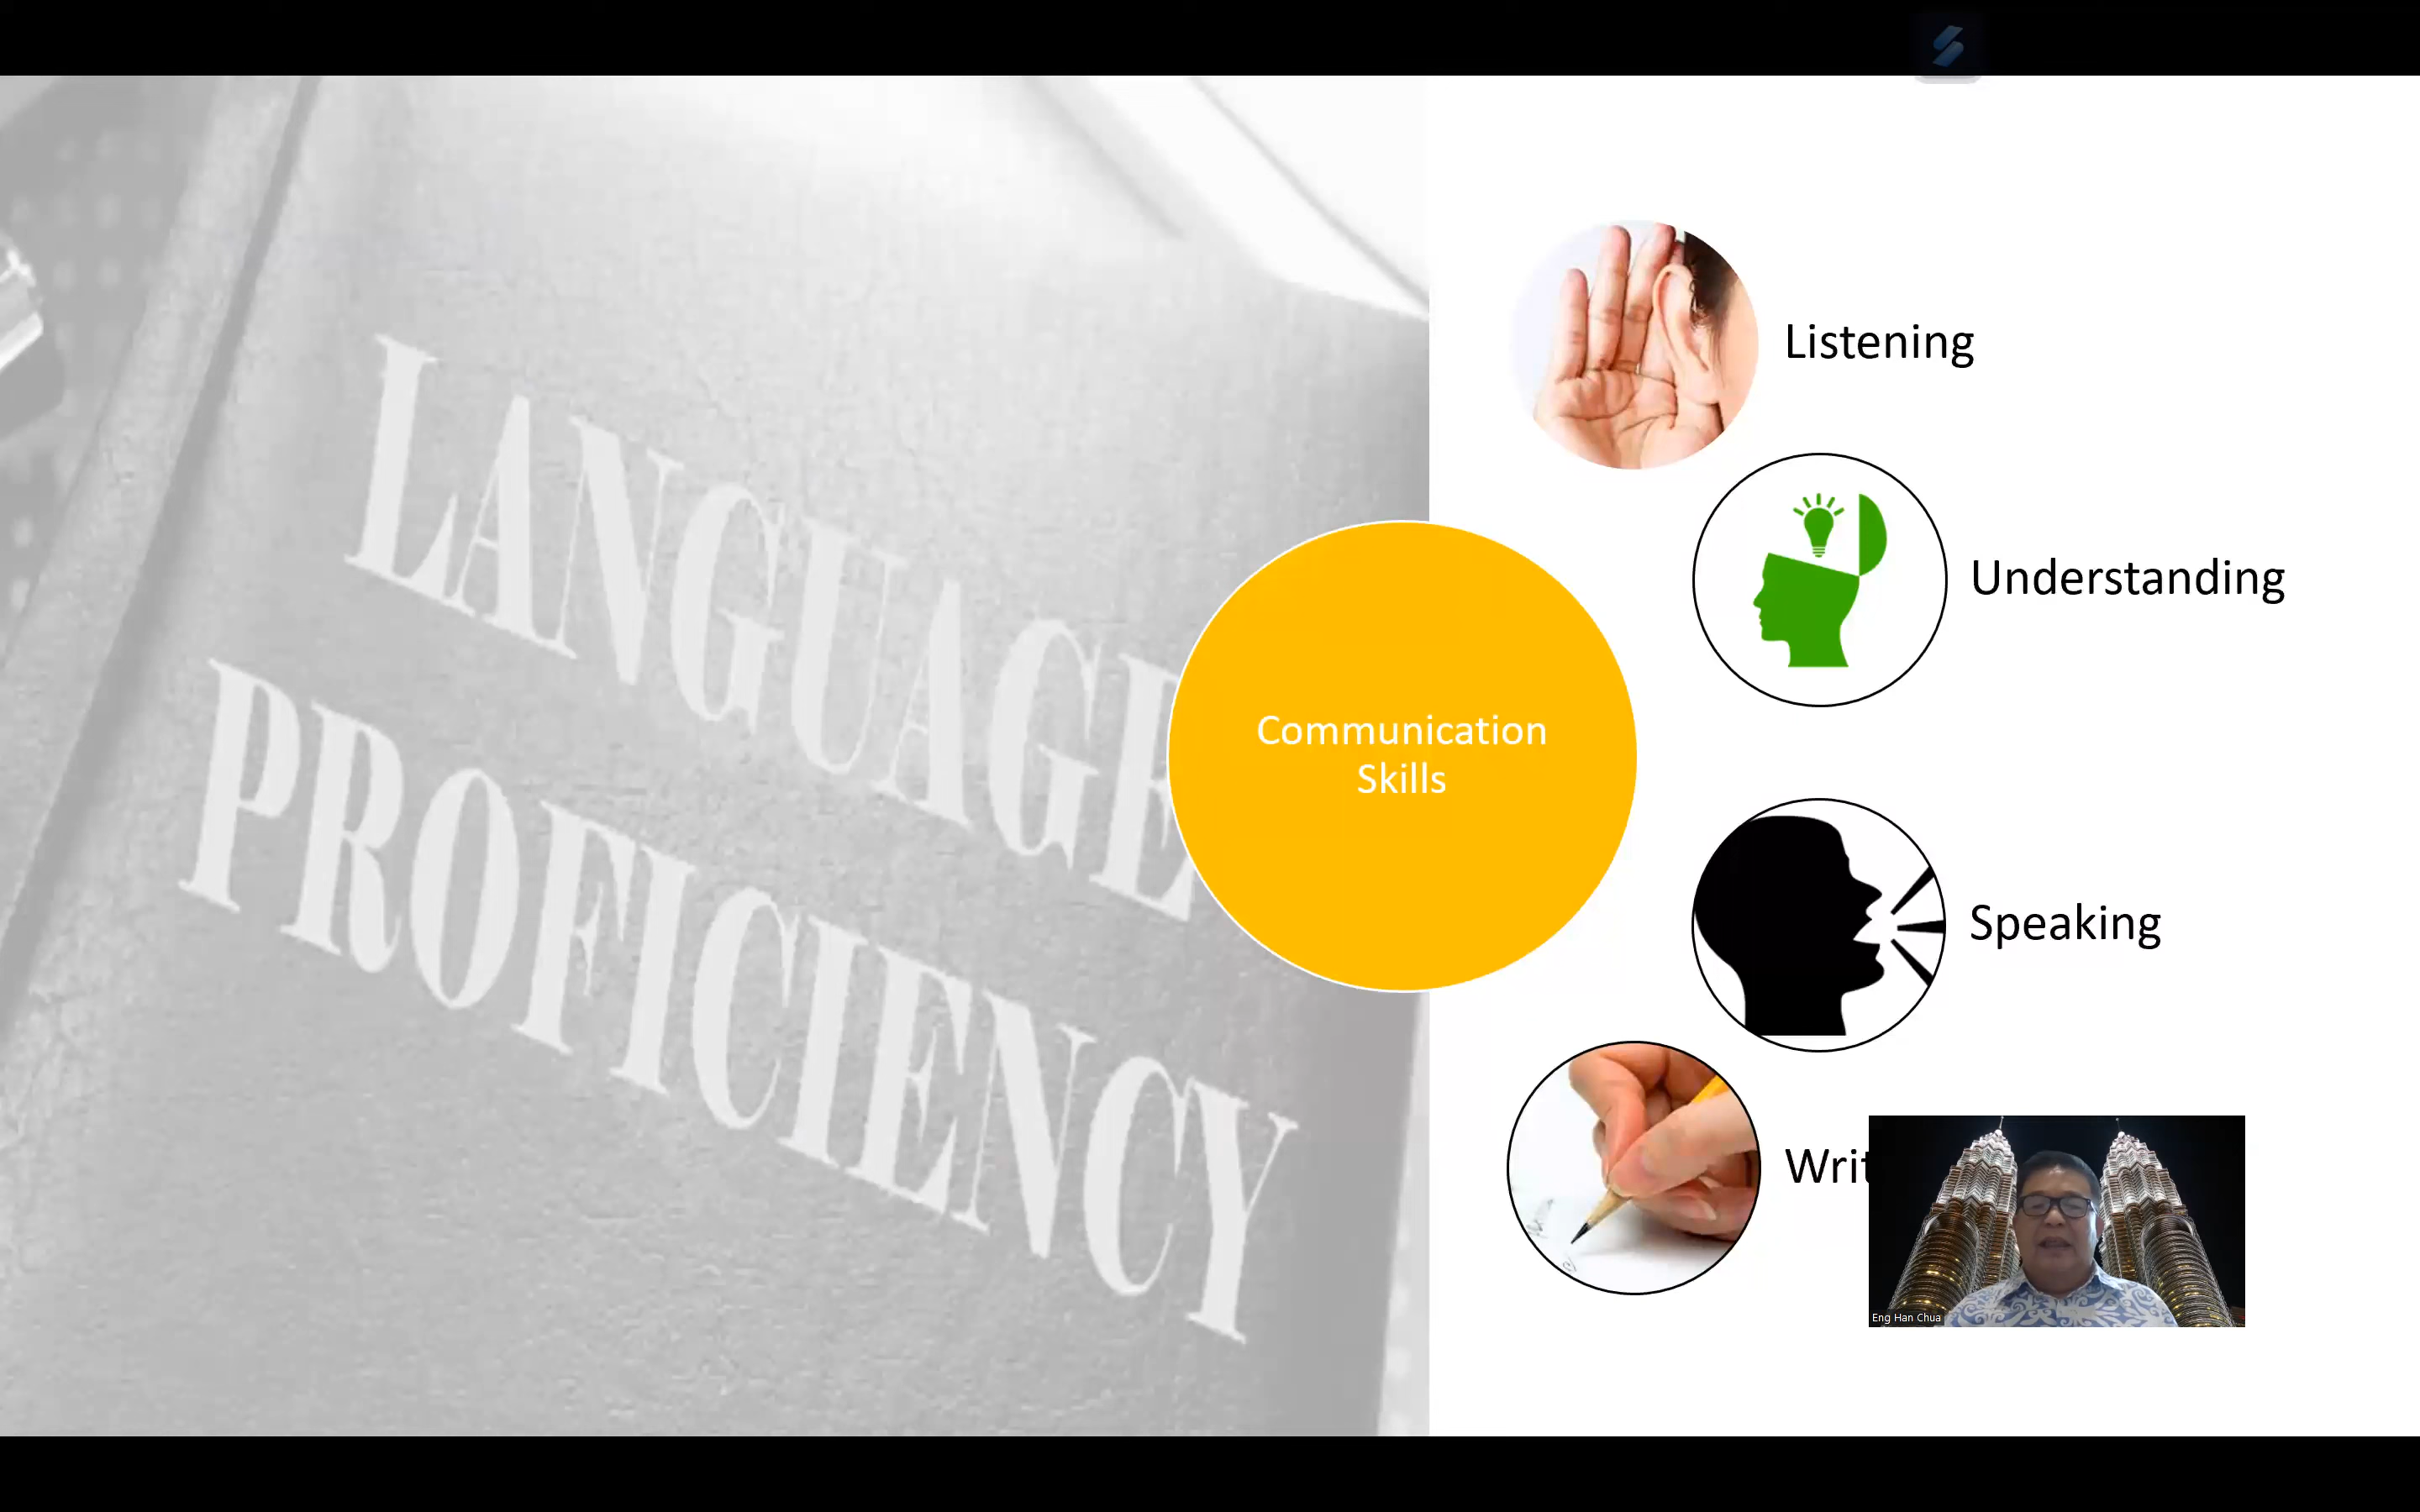 LANGUAGE
PROFICIENCY
Communication
Skills
Listening
Understanding
Speaking
Writ
Eng Han Chua